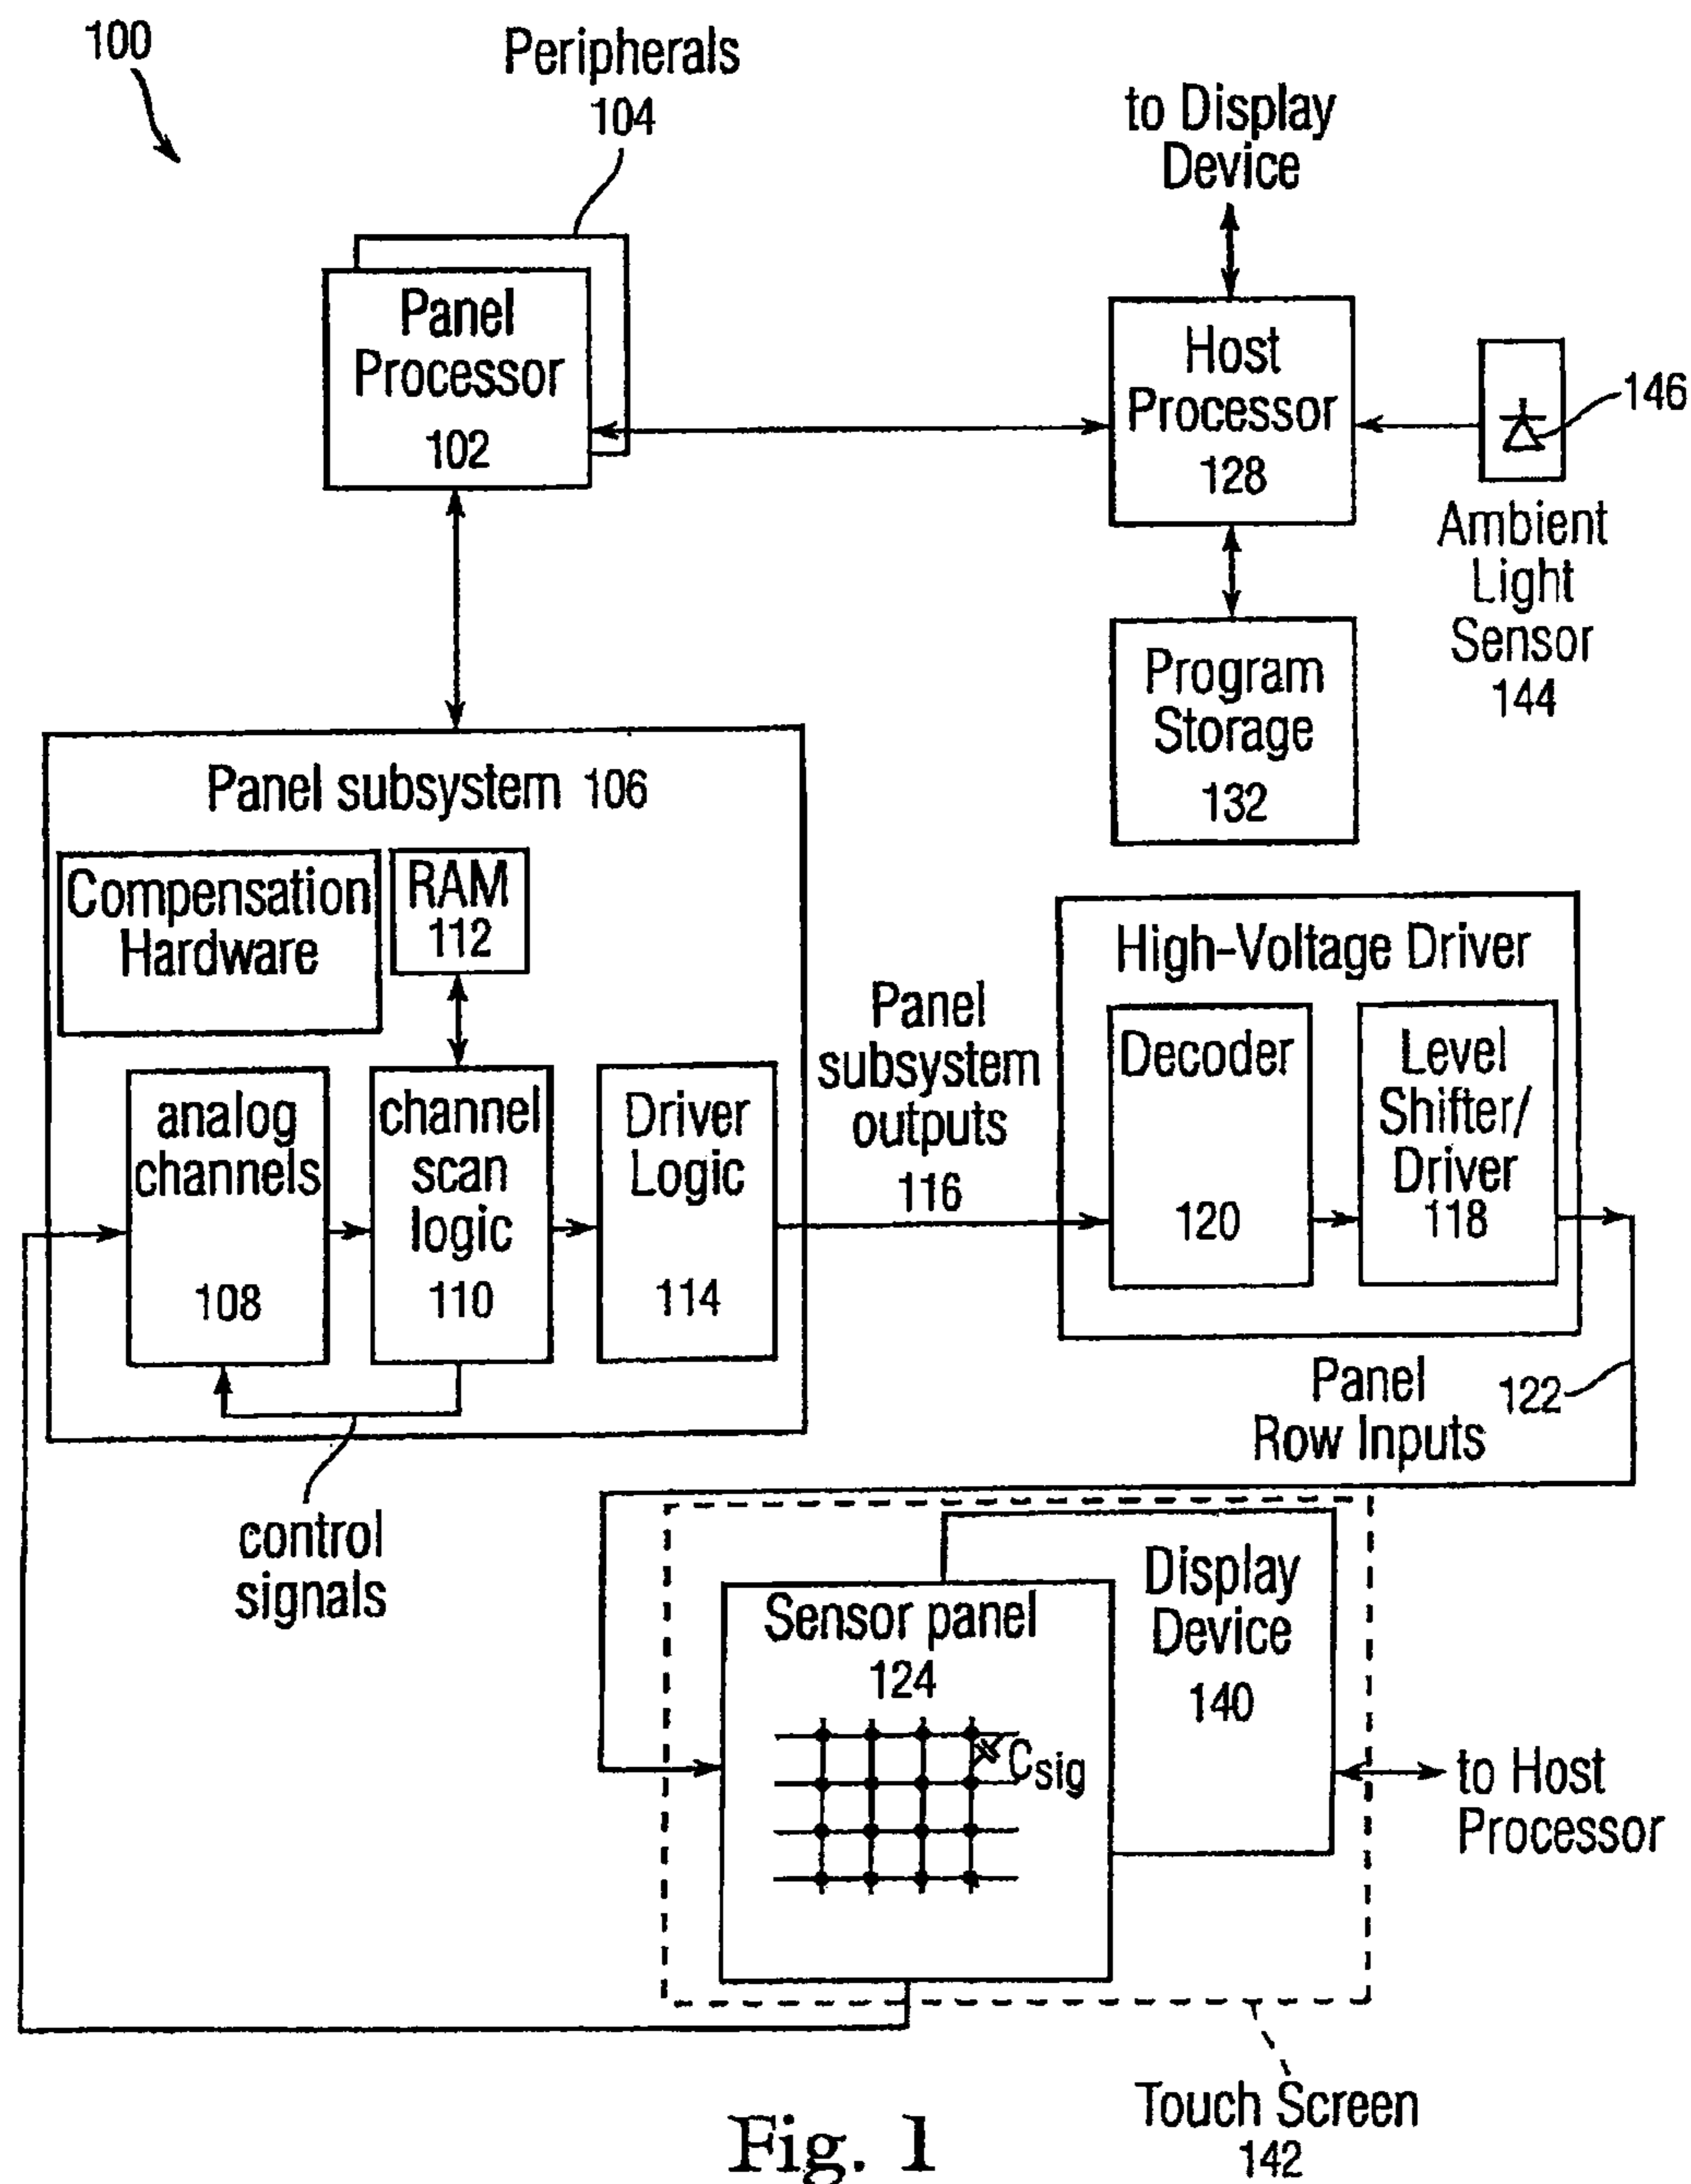 100
Peripherals
104
to Display
Device
Panel
Processor
102
Host
Processor
128
146
Ambient
Light
Sensor
144
Program
Storage
132
Panel subsystem 106
Compensation
Hardware
RAM
112
analog
channels
108
channel
scan
logic
110
Driver
Logic
114
control
signals
Panel
subsystem
outputs
116
High-Voltage Driver
Decoder
120
Level
Shifter/
Driver
118
Panel
Row Inputs
122
Sensor panel
124
Csig
Display
Device
140
to Host
Processor
Touch Screen
142
Fig. 1